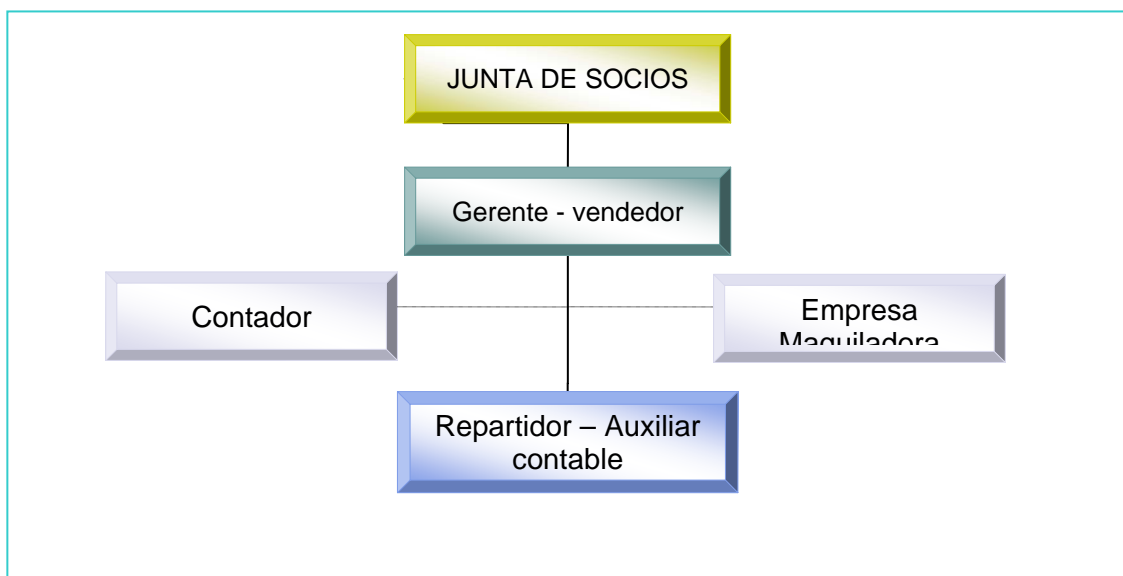 JUNTA DE SOCIOS
Gerente - vendedor
Contador
Empresa
Maquiladora
Repartidor – Auxiliar
contable